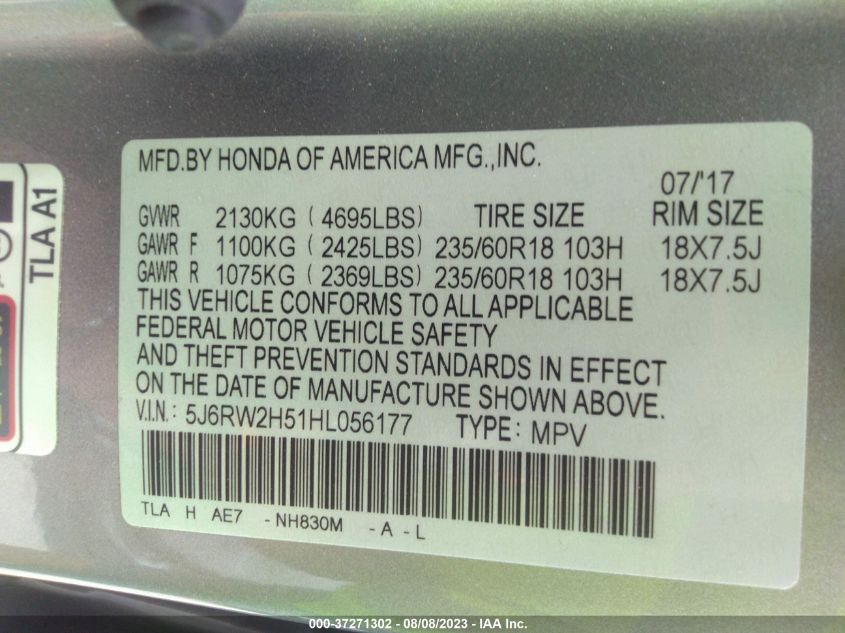 MFD.BY HONDA OF AMERICA MFG.,INC.
07/'17
GVWR 2130KG ( 4695LBS) TIRE SIZE RIM SIZE
GAWR F 1100KG ( 2425LBS) 235/60R18 103H 18X7.5J
GAWR R 1075KG ( 2369LBS) 235/60R18 103H 18X7.5J
THIS VEHICLE CONFORMS TO ALL APPLICABLE
FEDERAL MOTOR VEHICLE SAFETY
AND THEFT PREVENTION STANDARDS IN EFFECT
ON THE DATE OF MANUFACTURE SHOWN ABOVE.
V.I.N.: 5J6RW2H51HL056177 TYPE: MPV
TLA H AE7 - NH830M - A - L
TLA A1
000-37271302 - 08/08/2023 - IAA Inc.